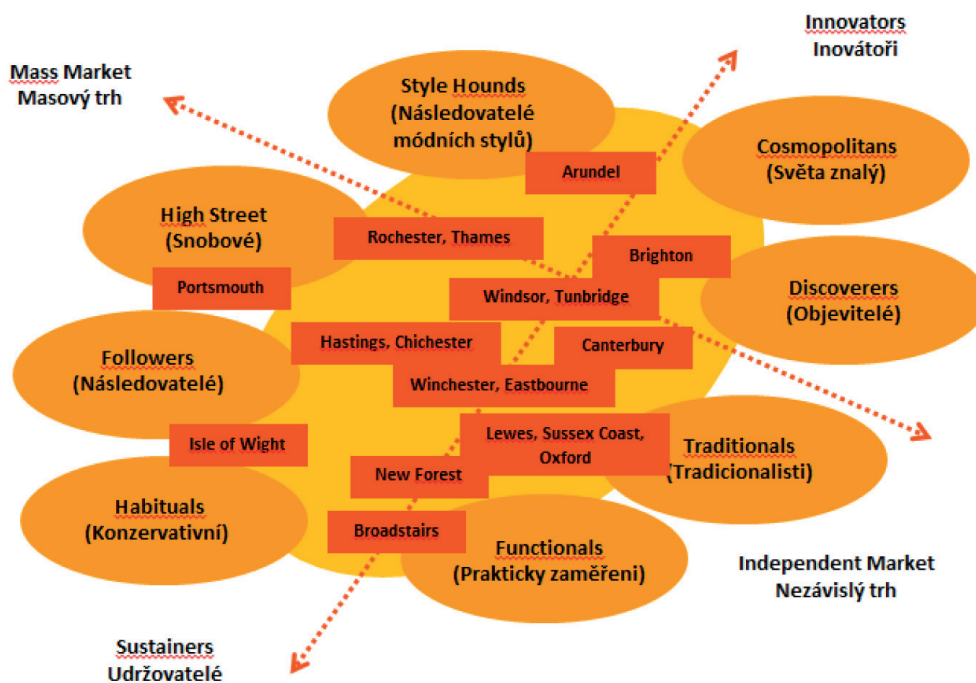 Innovators
Inovátoři
Mass Market
Masový trh
Style Hounds
(Následovatelé
módních stylů)
Cosmopolitans
(Světa znalý)
Arundel
High Street
(Snobové)
Rochester, Thames
Brighton
Portsmouth
Windsor, Tunbridge
Discoverers
(Objevitelé)
Hastings, Chichester
Canterbury
Followers
(Následovatelé)
Winchester, Eastbourne
Isle of Wight
Lewes, Sussex Coast,
Oxford
Traditionals
(Tradicionalisti)
New Forest
Habituals
(Konzervativní)
Broadstairs
Functionals
(Prakticky zaměřeni)
Independent Market
Nezávislý trh
Sustainers
Udržovatelé